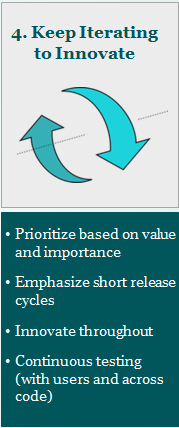 4. Keep Iterating
to Innovate
• Prioritize based on value
and importance
• Emphasize short release
cycles
• Innovate throughout
• Continuous testing
(with users and across
code)